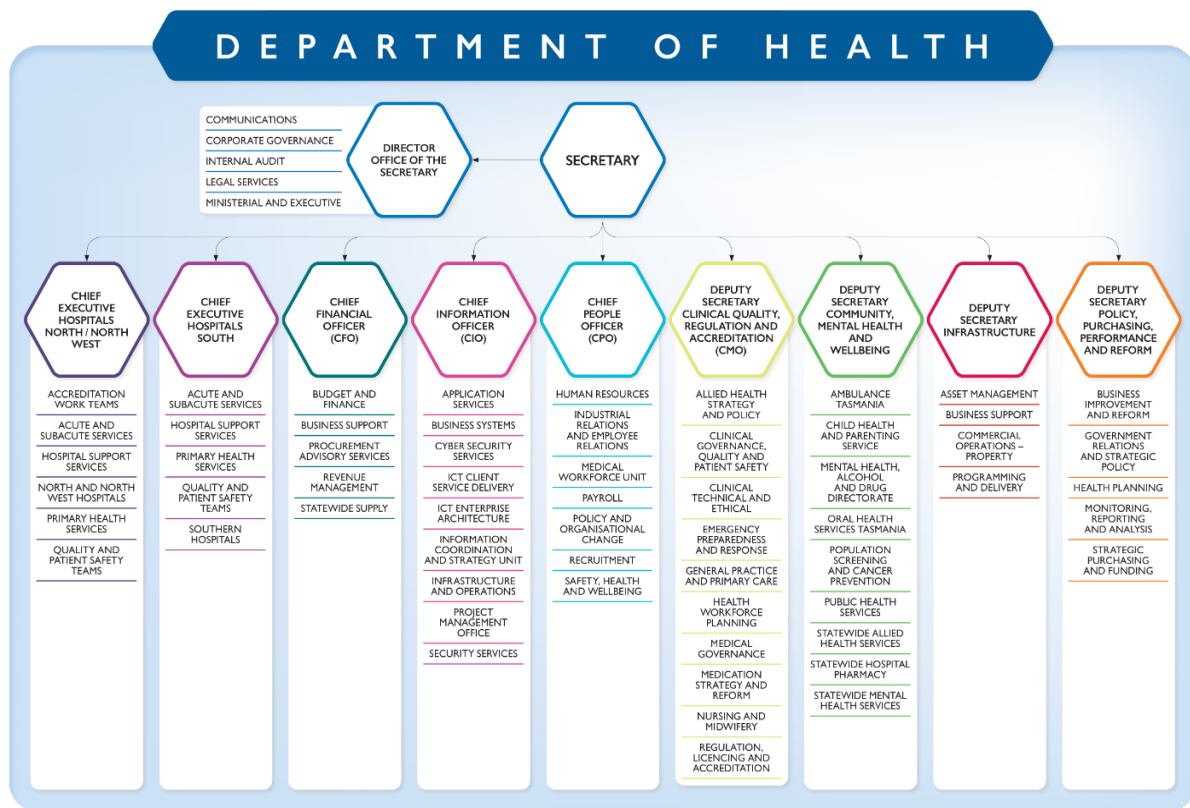 DEPARTMENT OF HEALTH
COMMUNICATIONS
CORPORATE GOVERNANCE
INTERNAL AUDIT
LEGAL SERVICES
MINISTERIAL AND EXECUTIVE
DIRECTOR
OFFICE OF THE
SECRETARY
SECRETARY
CHIEF
EXECUTIVE
HOSPITALS
NORTH / NORTH
WEST
ACCREDITATION
WORK TEAMS
ACUTE AND
SUBACUTE SERVICES
HOSPITAL SUPPORT
SERVICES
NORTH AND NORTH
WEST HOSPITALS
PRIMARY HEALTH
SERVICES
QUALITY AND
PATIENT SAFETY
TEAMS
CHIEF
EXECUTIVE
HOSPITALS
SOUTH
ACUTE AND
SUBACUTE SERVICES
HOSPITAL SUPPORT
SERVICES
PRIMARY HEALTH
SERVICES
QUALITY AND
PATIENT SAFETY
TEAMS
SOUTHERN
HOSPITALS
CHIEF
FINANCIAL
OFFICER
(CFO)
BUDGET AND
FINANCE
BUSINESS SUPPORT
PROCUREMENT
ADVISORY SERVICES
REVENUE
MANAGEMENT
STATEWIDE SUPPLY
CHIEF
INFORMATION
OFFICER (CIO)
APPLICATION
SERVICES
BUSINESS SYSTEMS
CYBER SECURITY
SERVICES
ICT CLIENT
SERVICE DELIVERY
ICT ENTERPRISE
ARCHITECTURE
INFORMATION
COORDINATION
AND STRATEGY UNIT
INFRASTRUCTURE
AND OPERATIONS
PROJECT
MANAGEMENT
OFFICE
SECURITY SERVICES
CHIEF
PEOPLE
OFFICER (CPO)
HUMAN RESOURCES
INDUSTRIAL
RELATIONS
AND EMPLOYEE
RELATIONS
MEDICAL
WORKFORCE UNIT
PAYROLL
POLICY AND
ORGANISATIONAL
CHANGE
RECRUITMENT
SAFETY, HEALTH
AND WELLBEING
DEPUTY
SECRETARY
CLINICAL QUALITY,
REGULATION AND
ACCREDITATION
(CMO)
ALLIED HEALTH
STRATEGY
AND POLICY
CLINICAL
GOVERNANCE,
QUALITY AND
PATIENT SAFETY
CLINICAL
TECHNICAL AND
ETHICAL
EMERGENCY
PREPAREDNESS
AND RESPONSE
GENERAL PRACTICE
AND PRIMARY CARE
HEALTH
WORKFORCE
PLANNING
MEDICAL
GOVERNANCE
MEDICATION
STRATEGY AND
REFORM
NURSING AND
MIDWIFERY
REGULATION,
LICENCING AND
ACCREDITATION
DEPUTY
SECRETARY
COMMUNITY,
MENTAL HEALTH
AND
WELLBEING
AMBULANCE
TASMANIA
CHILD HEALTH
AND PARENTING
SERVICE
MENTAL HEALTH,
ALCOHOL
AND DRUG
DIRECTORATE
ORAL HEALTH
SERVICES TASMANIA
POPULATION
SCREENING
AND CANCER
PREVENTION
PUBLIC HEALTH
SERVICES
STATEWIDE ALLIED
HEALTH SERVICES
STATEWIDE HOSPITAL
PHARMACY
STATEWIDE MENTAL
HEALTH SERVICES
DEPUTY
SECRETARY
INFRASTRUCTURE
ASSET MANAGEMENT
BUSINESS SUPPORT
COMMERCIAL
OPERATIONS –
PROPERTY
PROGRAMMING
AND DELIVERY
DEPUTY
SECRETARY
POLICY,
PURCHASING,
PERFORMANCE
AND REFORM
BUSINESS
IMPROVEMENT
AND REFORM
GOVERNMENT
RELATIONS
AND STRATEGIC
POLICY
HEALTH PLANNING
MONITORING,
REPORTING
AND ANALYSIS
STRATEGIC
PURCHASING
AND FUNDING